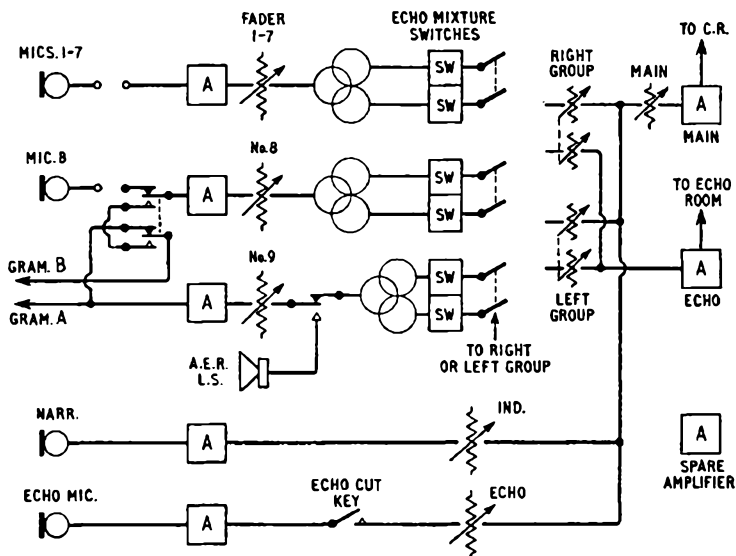 MICS. 1-7
FADER
1-7
ECHO MIXTURE
SWITCHES
TO C.R.
RIGHT
GROUP
MAIN
A
SW
SW
A
MAIN
MIC. 8
No. 8
A
SW
SW
TO ECHO
ROOM
GRAM. B
GRAM. A
No. 9
A
SW
SW
LEFT
GROUP
A
ECHO
A.E.R.
L.S.
TO RIGHT
OR LEFT GROUP
NARR.
A
IND.
A
SPARE
AMPLIFIER
ECHO MIC.
A
ECHO CUT
KEY
ECHO